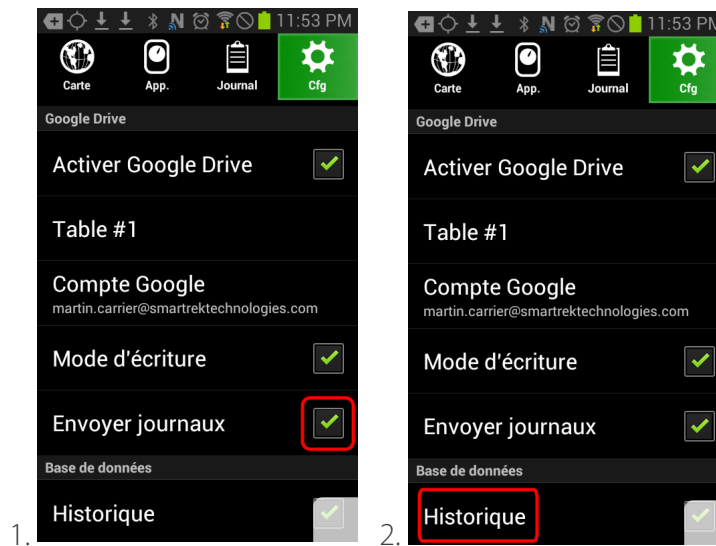 11:53 PM
Carte App. Journal Cfg
Google Drive
Activer Google Drive
Table #1
Compte Google
martin.carrier@smartrektechnologies.com
Mode d'écriture
Envoyer journaux
Base de données
1. Historique
11:53 PM
Carte App. Journal Cfg
Google Drive
Activer Google Drive
Table #1
Compte Google
martin.carrier@smartrektechnologies.com
Mode d'écriture
Envoyer journaux
Base de données
2. Historique